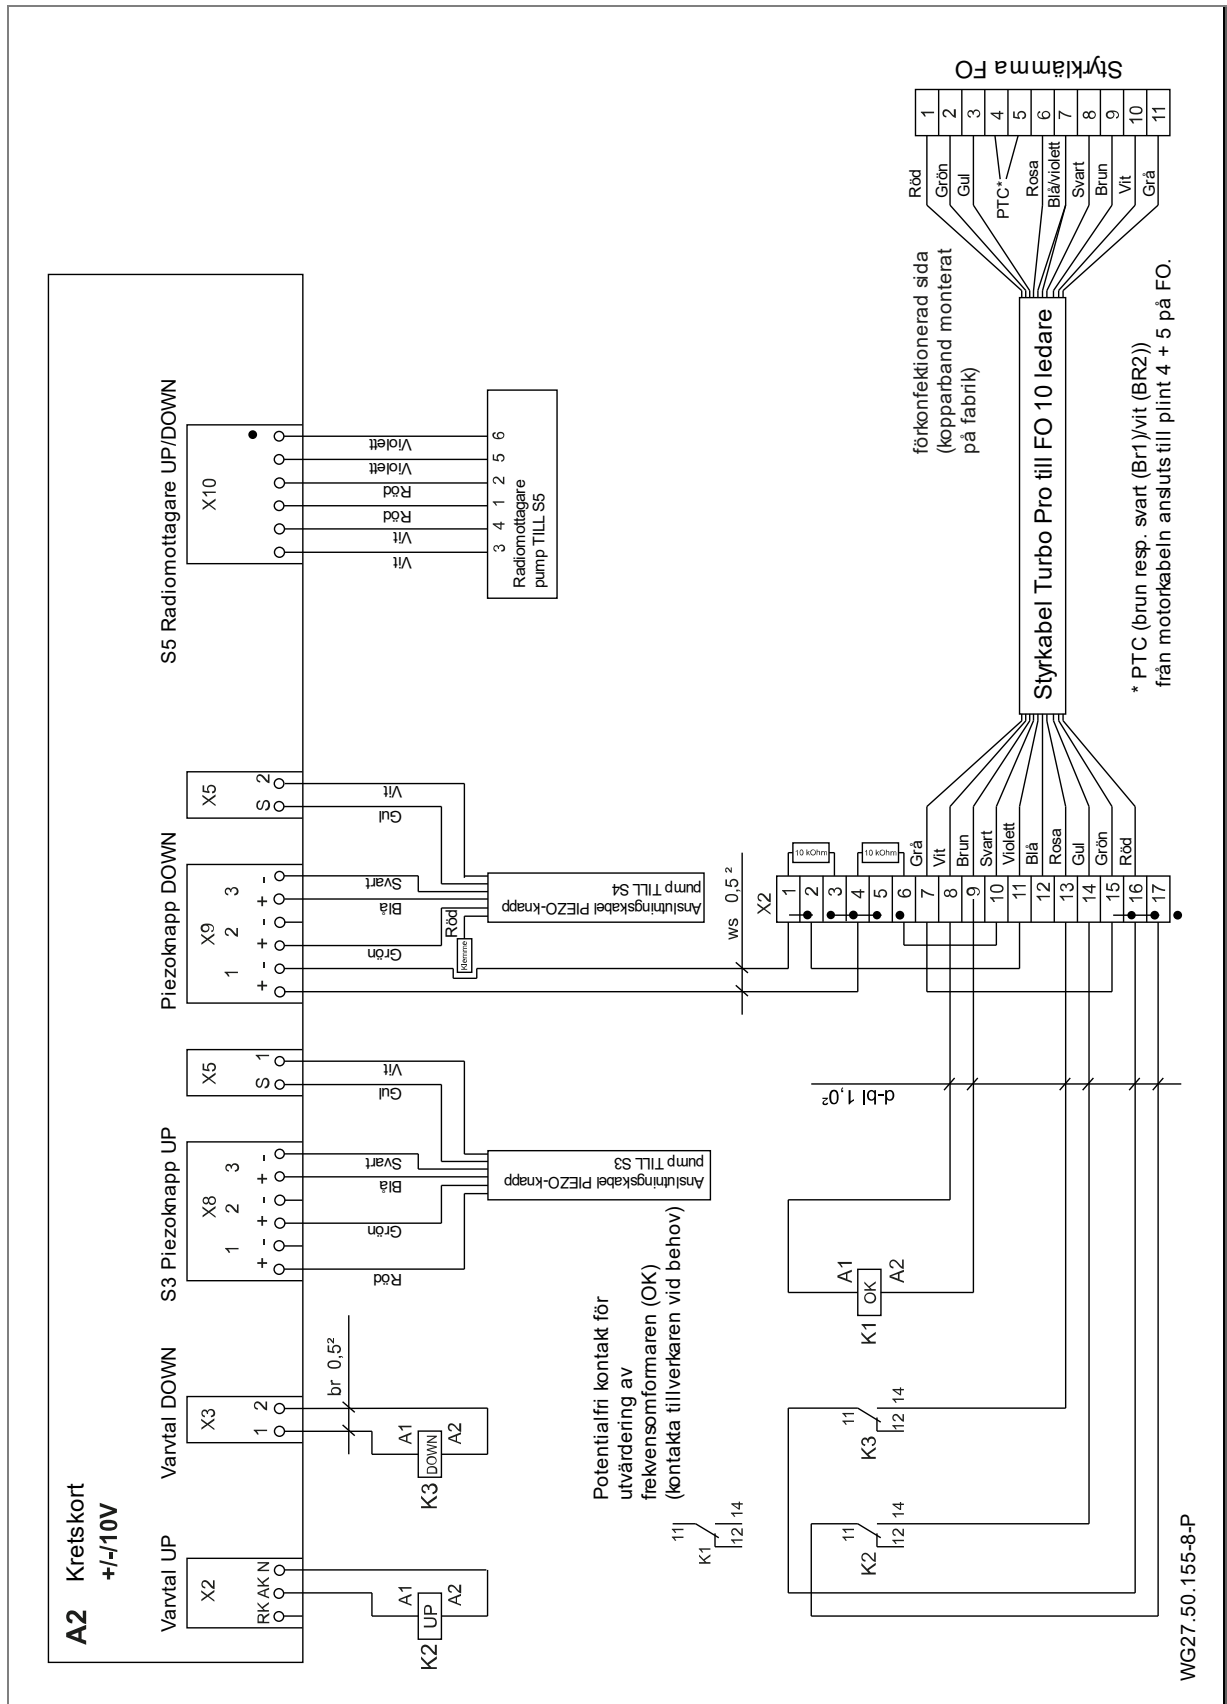 A2 Kretskort
+/-/10V
Varvtal UP
X2
RK AK N
A1
K2 UP
A2
Varvtal DOWN
X3
1 2
br 0,5²
A1
K3 DOWN
A2
S3 Piezoknapp UP
X8
1 2 3
+ - + - + -
Röd
Grön
Blå
Svart
X5
S 1
Gul
Vit
Anslutningskabel PIEZO-knapp
pump TILL S3
Piezoknapp DOWN
X9
1 2 3
+ - + - + -
Grön
Blå
Svart
Röd
Klemme
X5
S 2
Gul
Vit
Anslutningskabel PIEZO-knapp
pump TILL S4
S5 Radiomottagare UP/DOWN
X10
Vit
Vit
Röd
Röd
Violett
Violett
3 4 1 2 5 6
Radiomottagare
pump TILL S5
Potentialfri kontakt för
utvärdering av
frekvensomformaren (OK)
(kontakta tillverkaren vid behov)
11
K1
12 14
ws 0,5²
X2
10 kOhm
10 kOhm
1 2 3 4 5 6 7 8 9 10 11 12 13 14 15 16 17
Grå
Vit
Brun
Svart
Violett
Blå
Rosa
Gul
Grön
Röd
d-bl 1,0²
A1
K1 OK
A2
11
K3
12 14
11
K2
12 14
Styrkabel Turbo Pro till FO 10 ledare
förkonfektionerad sida
(kopparband monterat
på fabrik)
Röd
Grön
Gul
PTC*
Rosa
Blå/violett
Svart
Brun
Vit
Grå
1 2 3 4 5 6 7 8 9 10 11
Styrklämma FO
* PTC (brun resp. svart (Br1)/vit (BR2))
från motorkabeln ansluts till plint 4 + 5 på FO.
WG27.50.155-8-P